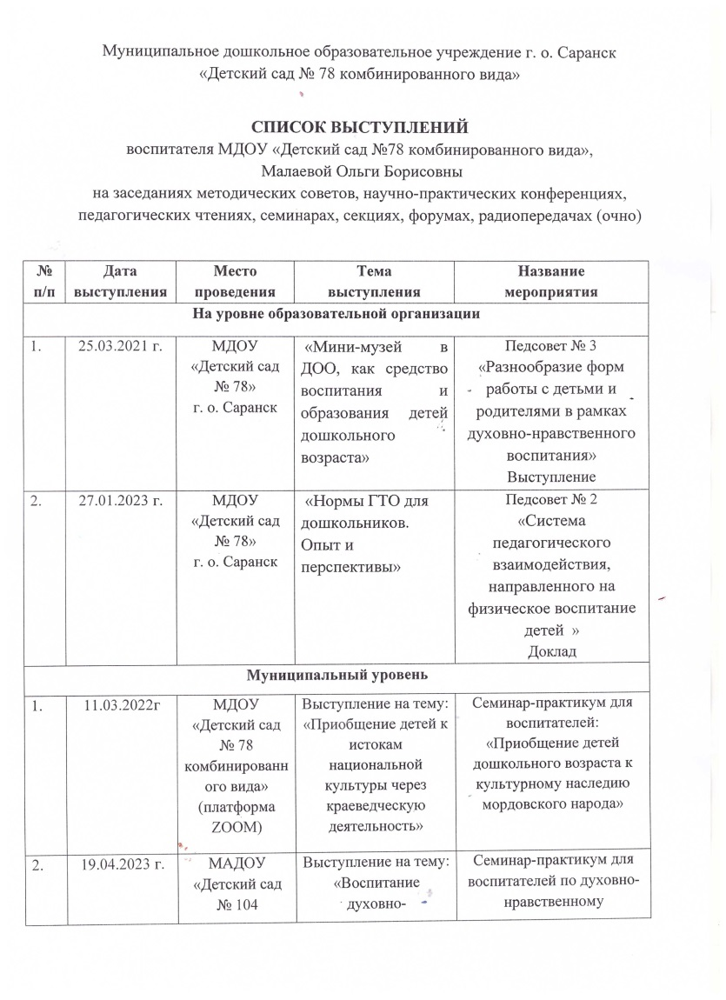 Муниципальное дошкольное образовательное учреждение г. о. Саранск
«Детский сад № 78 комбинированного вида»
СПИСОК ВЫСТУПЛЕНИЙ
воспитателя МДОУ «Детский сад №78 комбинированного вида»,
Малаевой Ольги Борисовны
на заседаниях методических советов, научно-практических конференциях,
педагогических чтениях, семинарах, секциях, форумах, радиопередачах (очно)
№
п/п
Дата
выступления
Место
проведения
Тема
выступления
Название
мероприятия
На уровне образовательной организации
1.
25.03.2021 г.
МДОУ
«Детский сад
№ 78»
г. о. Саранск
«Мини-музей в
ДОО, как средство
воспитания и
образования детей
дошкольного
возраста»
Педсовет № 3
«Разнообразие форм
работы с детьми и
родителями в рамках
духовно-нравственного
воспитания»
Выступление
2.
27.01.2023 г.
МДОУ
«Детский сад
№ 78»
г. о. Саранск
«Нормы ГТО для
дошкольников.
Опыт и
перспективы»
Педсовет № 2
«Система
педагогического
взаимодействия,
направленного на
физическое воспитание
детей »
Доклад
Муниципальный уровень
1.
11.03.2022г
МДОУ
«Детский сад
№ 78
комбинированн
ого вида»
(платформа
ZOOM)
Выступление на тему:
«Приобщение детей к
истокам
национальной
культуры через
краеведческую
деятельность»
Семинар-практикум для
воспитателей:
«Приобщение детей
дошкольного возраста к
культурному наследию
мордовского народа»
2.
19.04.2023 г.
МАДОУ
«Детский сад
№ 104
Выступление на тему:
«Воспитание
духовно-
Семинар-практикум для
воспитателей по духовно-
нравственному